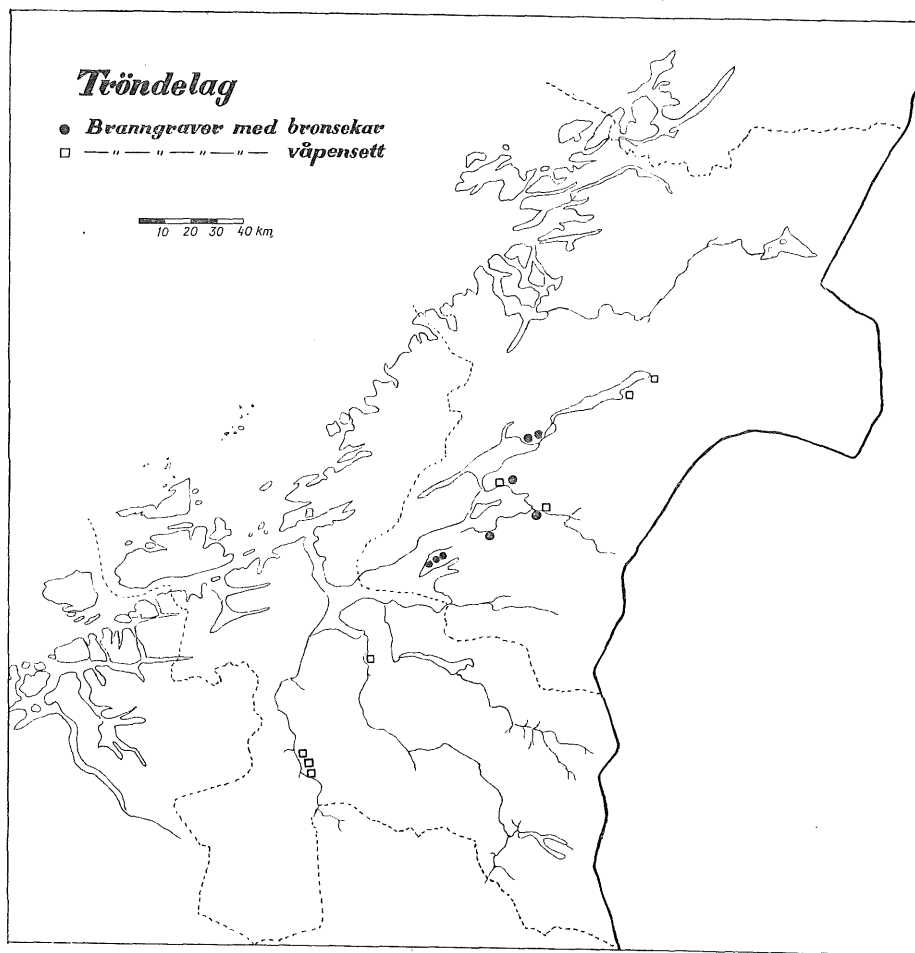 Tröndelag
Branngraver med bronsekar
— " — " — " — " — våpensett
10 20 30 40 km